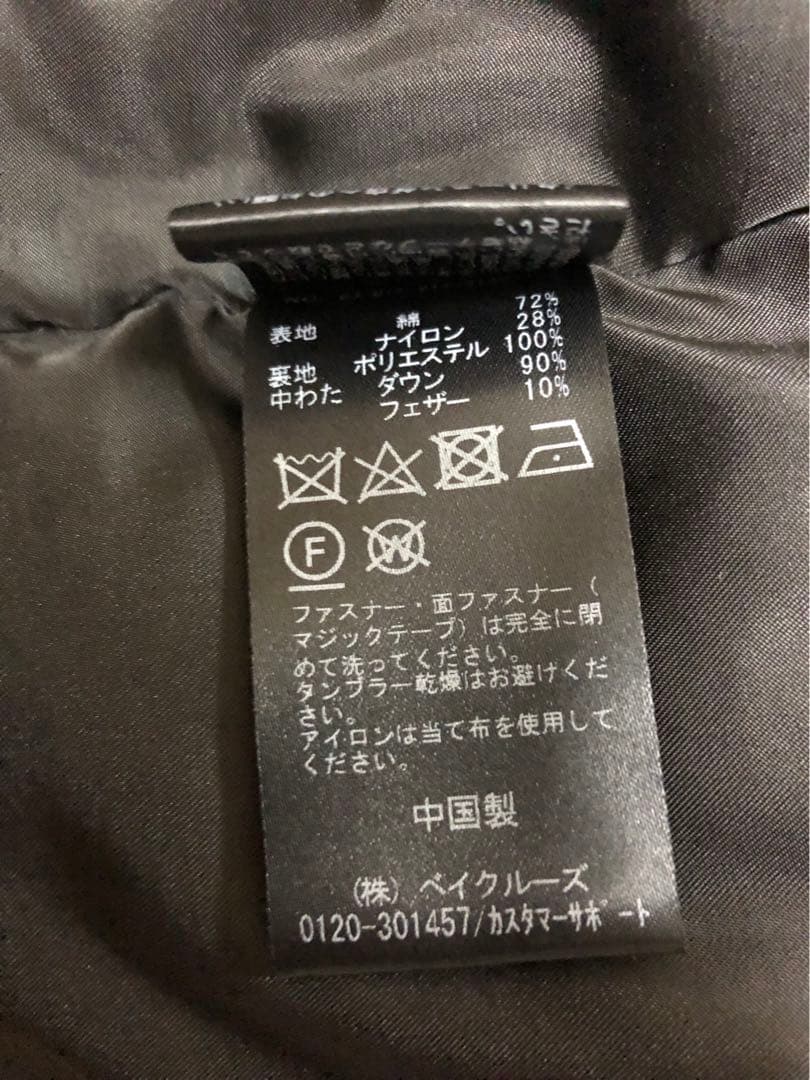 表地 綿 72%
ナイロン 28%
裏地 ポリエステル 100%
中わた ダウン 90%
フェザー 10%
F
W
ファスナー・面ファスナー（
マジックテープ）は完全に閉
めて洗ってください。
タンブラー乾燥はお避けくだ
さい。
アイロンは当て布を使用して
ください。
中国製
（株）ベイクルーズ
0120-301457/ｶｽﾀﾏｰｻﾎﾟｰﾄ